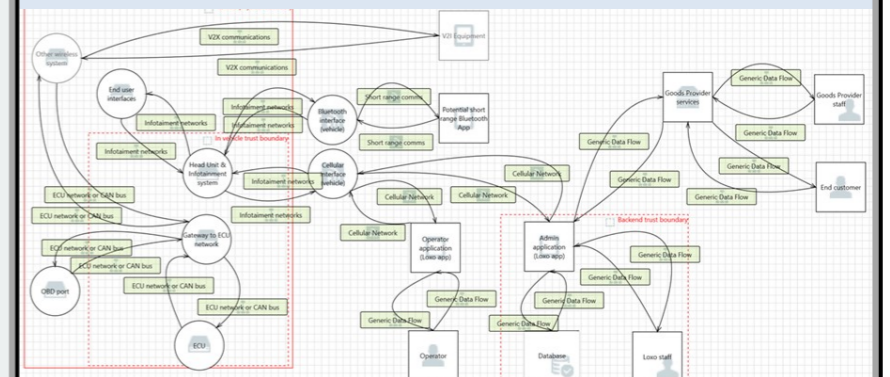 V2X communications
V2I Equipment
Other wireless
system
V2X communications
End user
interfaces
Generic Data Flow
Goods Provider
services
Goods Provider
staff
Short range comms
Infotaiment networks
Bluetooth
interface
(vehicle)
Potential short
range Bluetooth
App
Infotaiment networks
Infotaiment networks
Generic Data Flow
In vehicle trust boundary
Short range comms
Generic Data Flow
Infotaiment networks
Head Unit &
Infotainment
system
Cellular
Interface
(vehicle)
Generic Data Flow
Cellular Network
Infotaiment networks
Generic Data Flow
End customer
ECU network or CAN bus
Cellular Network
Cellular Network
Generic Data Flow
ECU network or CAN bus
Infotaiment networks
Backend trust boundary
Gateway to ECU
network
Cellular Network
Operator
application
(Loxo app)
Admin
application
(Loxo app)
ECU network or CAN bus
Generic Data Flow
ECU network or CAN bus
Generic Data Flow
OBD port
ECU network or CAN bus
Generic Data Flow
Generic Data Flow
ECU network or CAN bus
Generic Data Flow
Generic Data Flow
ECU
Operator
Database
Loxo staff